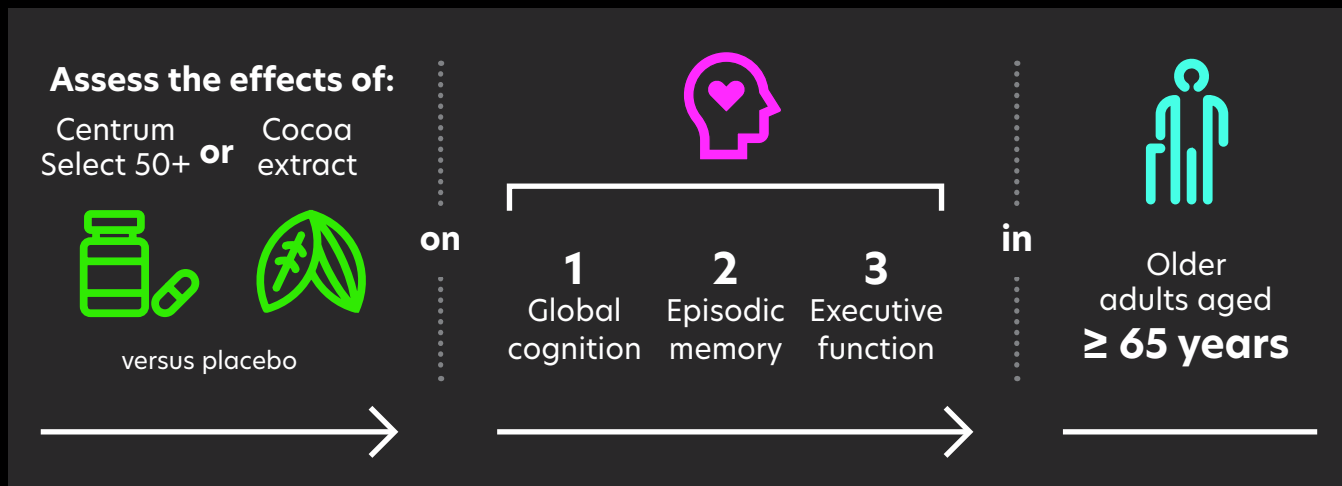 Assess the effects of:
Centrum
Select 50+
or
Cocoa
extract
versus placebo
on
1
Global
cognition
2
Episodic
memory
3
Executive
function
in
Older
adults aged
≥ 65 years